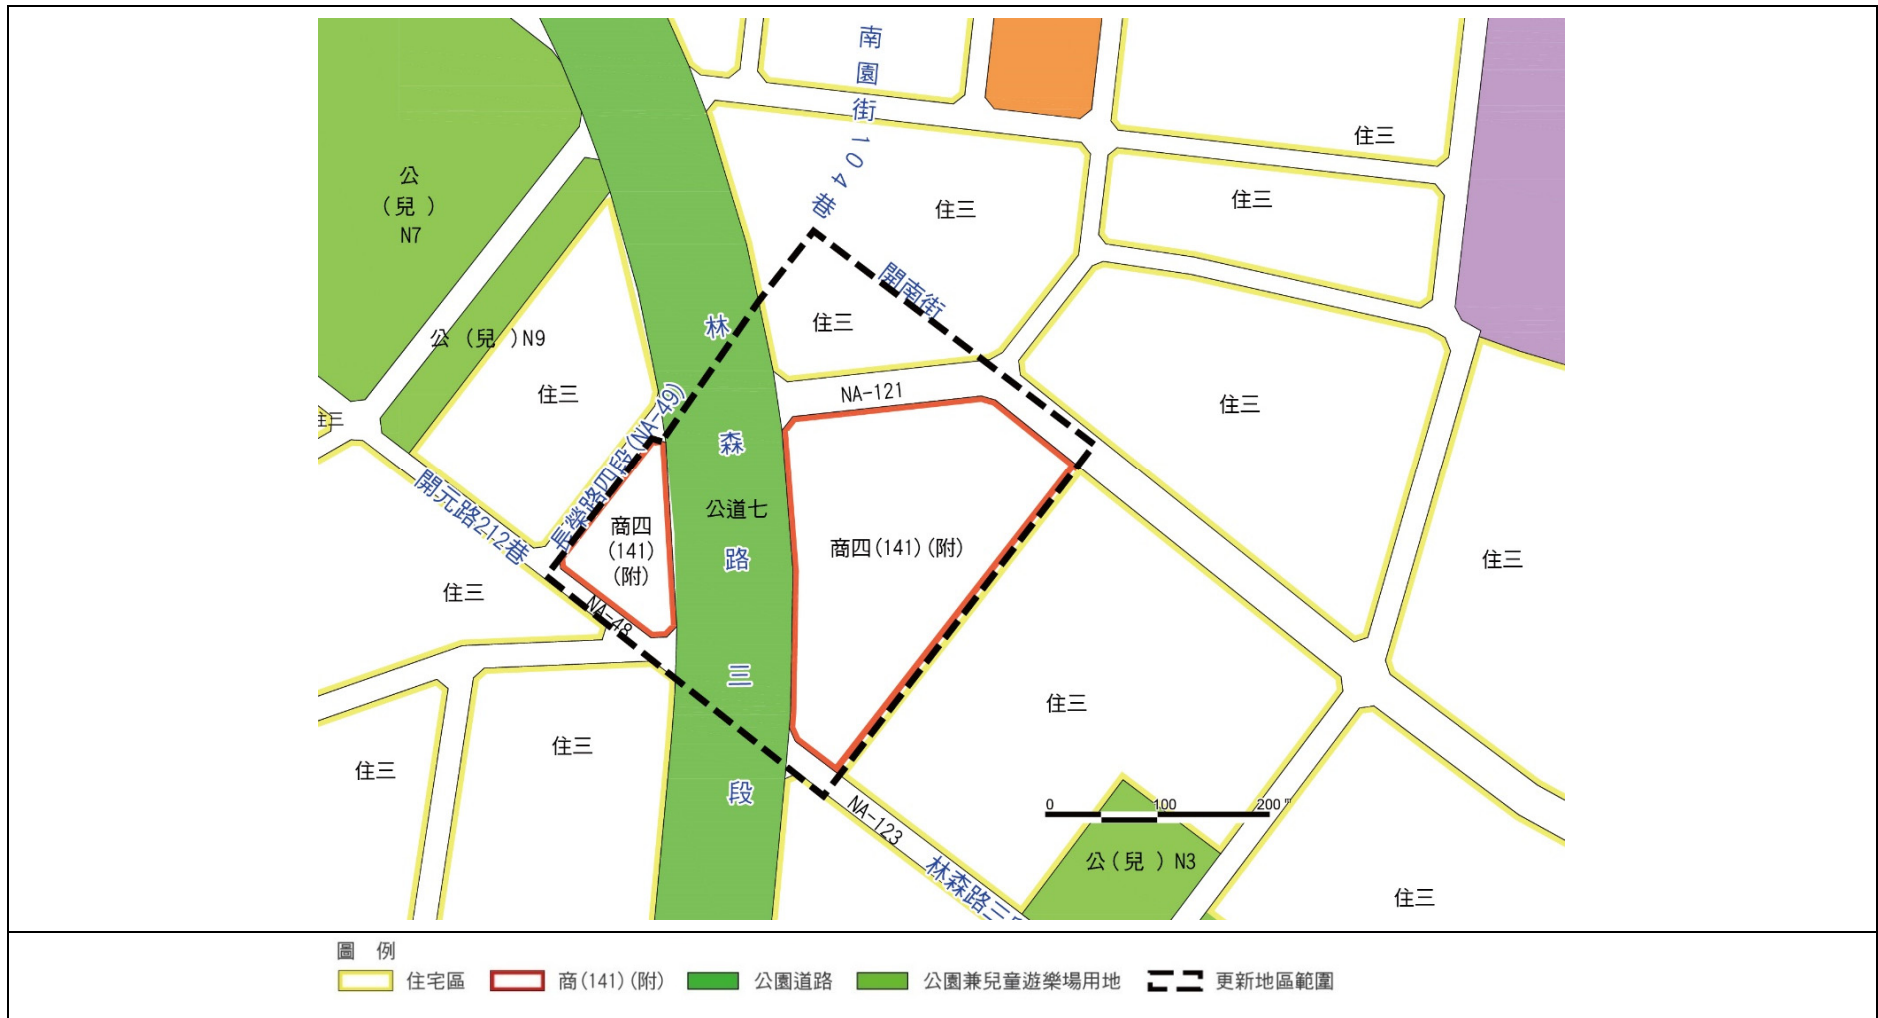 南園街104巷
住三
公
（兒）
N7
住三
住三
開南街
住三
公（兒）N9
住三
住三
NA-121
住三
長榮路四段(NA-49)
開元路212巷
林森路三段
公道七
商四
(141)
(附)
商四(141)(附)
住三
住三
NA-48
住三
住三
住三
0 100 200
NA-123
林森路三
公(兒)N3
住三
圖 例
住宅區 商(141)(附) 公園道路 公園兼兒童遊樂場用地 更新地區範圍